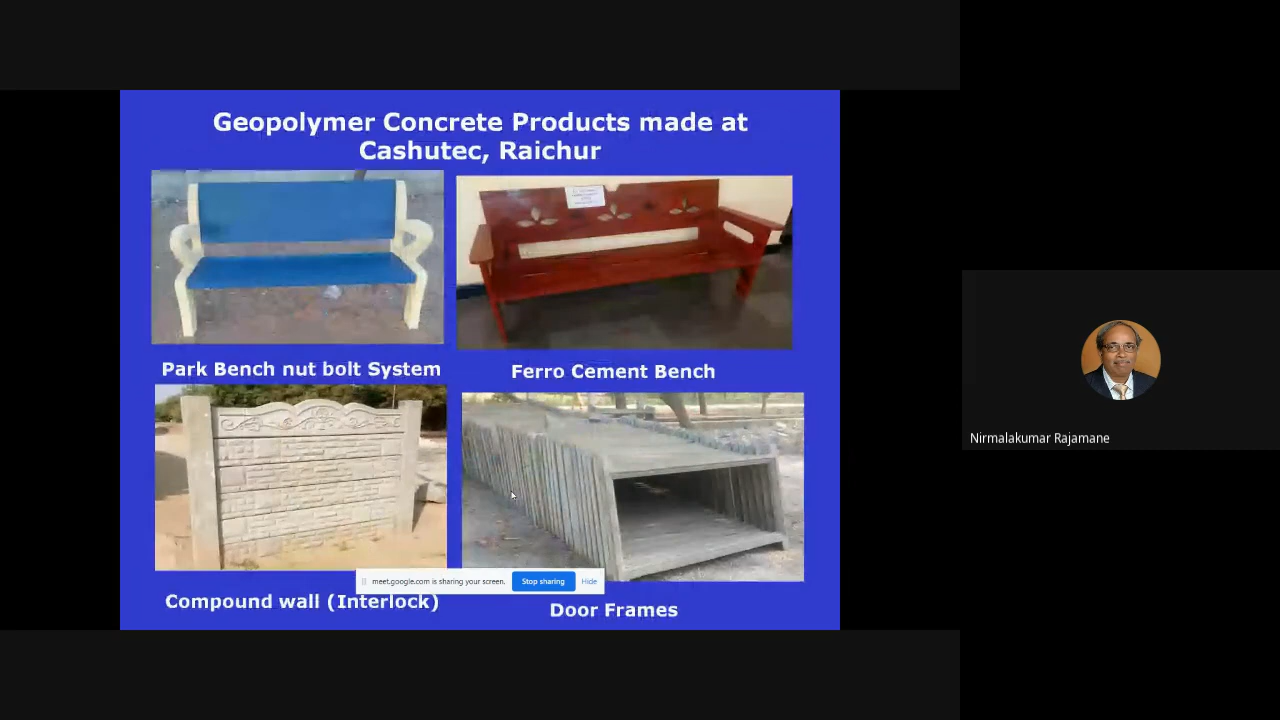 Geopolymer Concrete Products made at
Cashutec, Raichur
Park Bench nut bolt System
Ferro Cement Bench
Nirmalakumar Rajamane
meet.google.com is sharing your screen.
Stop sharing
Hide
Compound wall (Interlock)
Door Frames